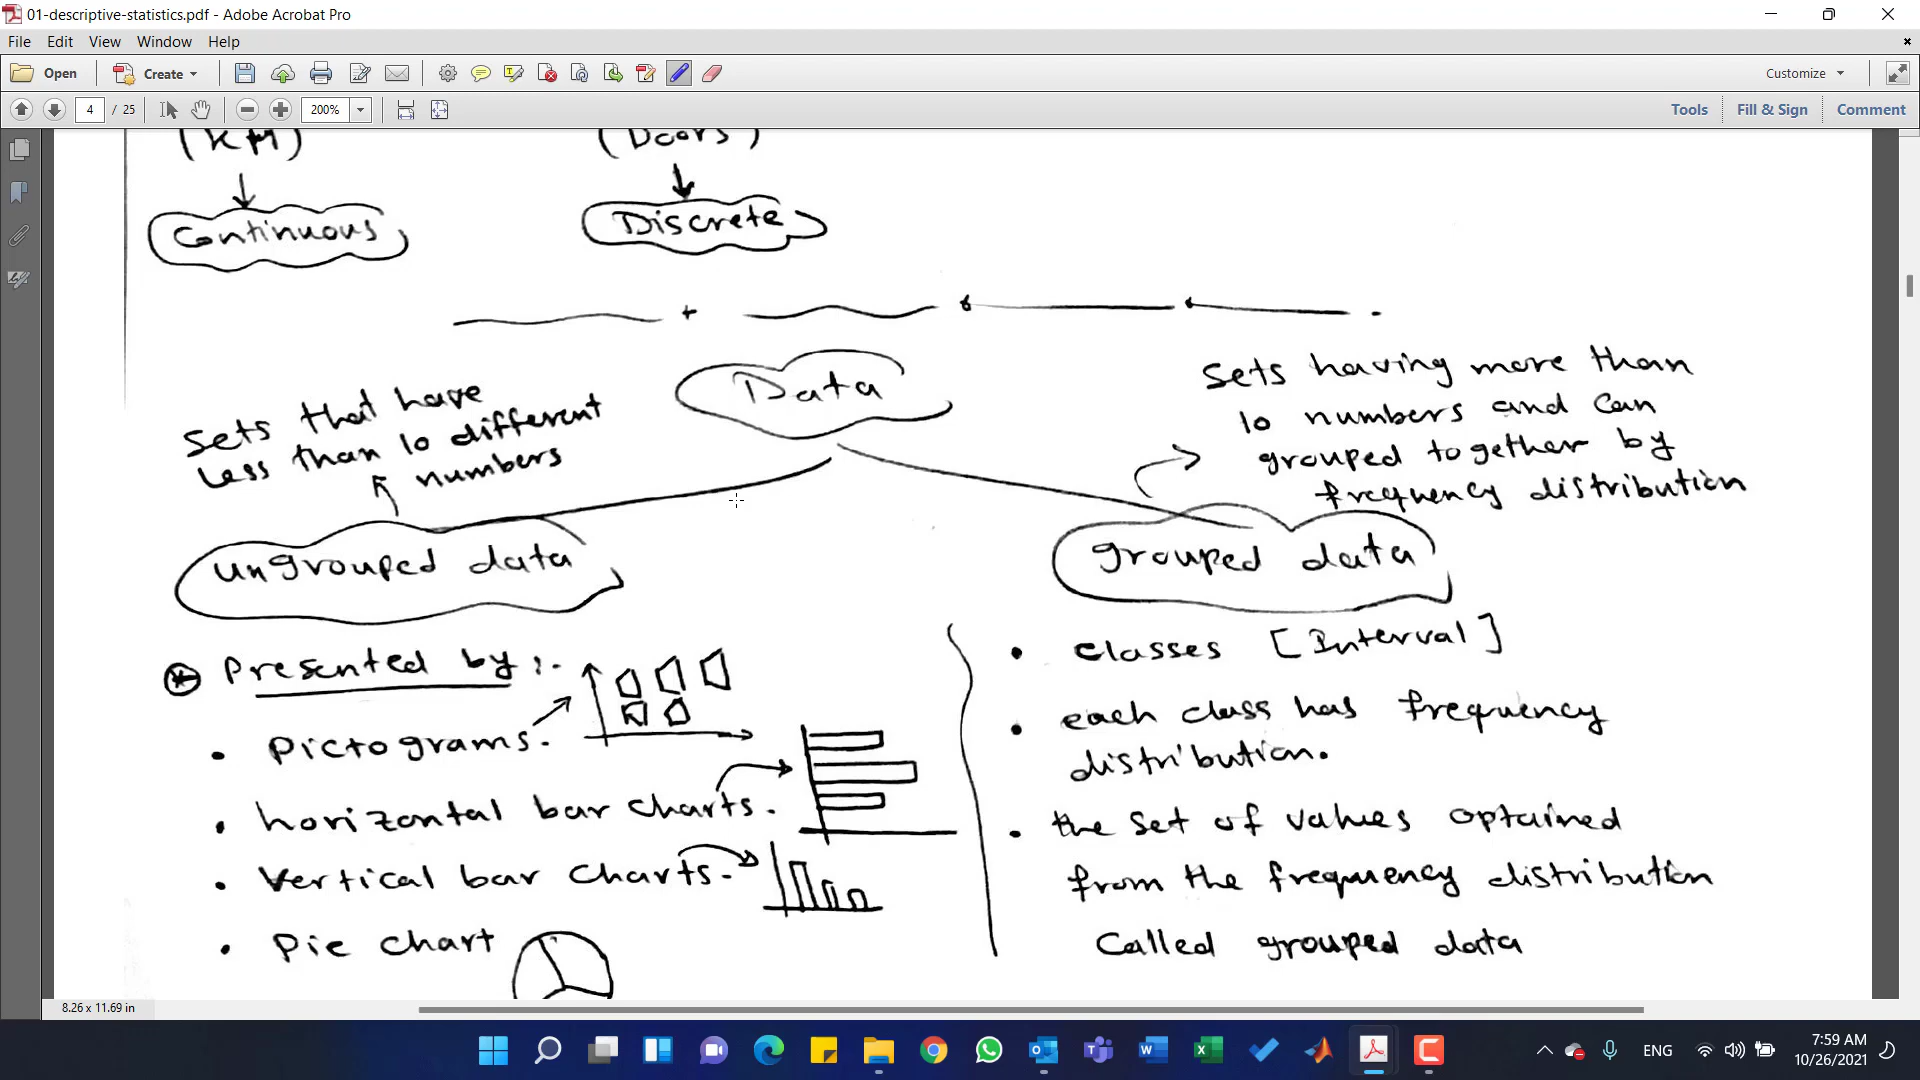 01-descriptive-statistics.pdf - Adobe Acrobat Pro
File Edit View Window Help
Open Create Customize
4 / 25 200% Tools Fill & Sign Comment
(KM) (Doors)
Continuous Discrete
Data
Sets that have
less than 10 different
numbers
Sets having more than
10 numbers and can
grouped together by
frequency distribution
ungrouped data
grouped data
Presented by:-
• Pictograms.
• horizontal bar charts.
• Vertical bar charts.
• Pie chart
• classes [Interval]
• each class has frequency
distribution.
• the set of values optained
from the frequency distribution
Called grouped data
8.26 x 11.69 in
ENG
7:59 AM
10/26/2021